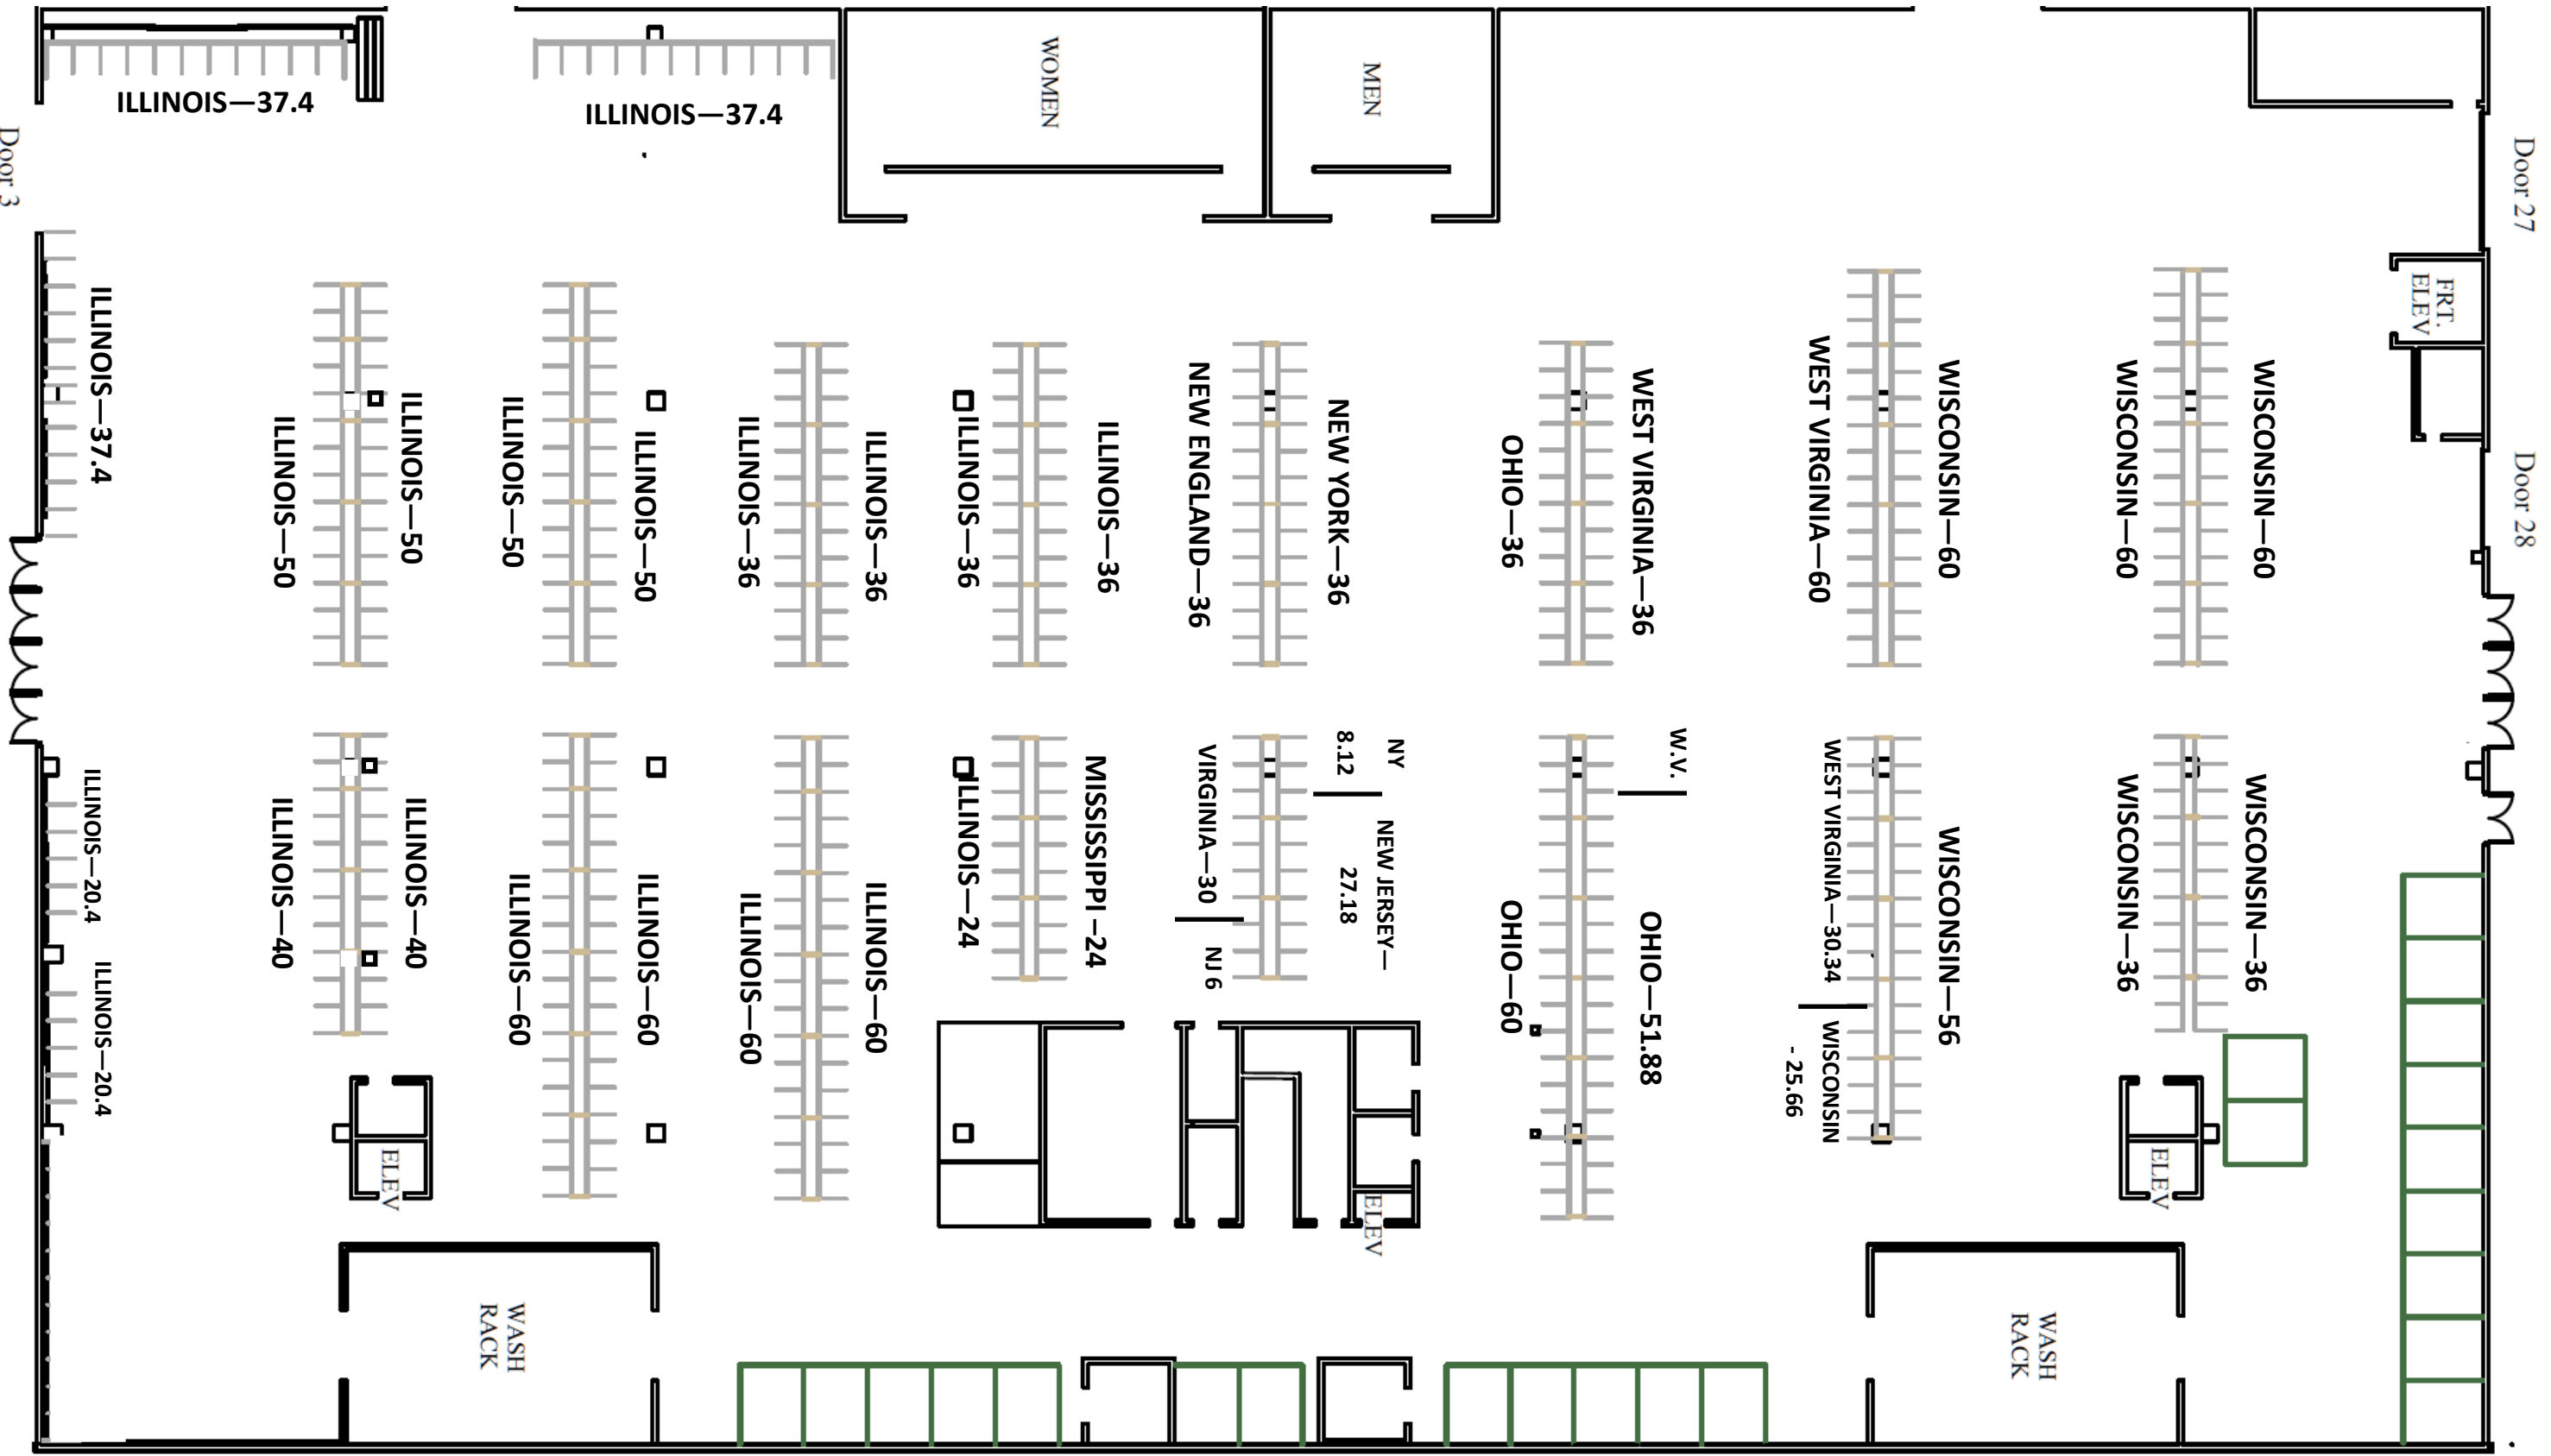 ILLINOIS—37.4
ILLINOIS—37.4
WOMEN
MEN
Door 3
Door 27
FRT.
ELEV
Door 28
ILLINOIS—37.4
ILLINOIS—50
ILLINOIS—50
ILLINOIS—50
ILLINOIS—50
ILLINOIS—36
ILLINOIS—36
ILLINOIS—36
ILLINOIS—36
NEW ENGLAND—36
NEW YORK—36
OHIO—36
WEST VIRGINIA—36
WEST VIRGINIA—60
WISCONSIN—60
WISCONSIN—60
WISCONSIN—60
ILLINOIS—20.4
ILLINOIS—20.4
ILLINOIS—40
ILLINOIS—40
ILLINOIS—60
ILLINOIS—60
ILLINOIS—60
ILLINOIS—60
ILLINOIS—24
MISSISSIPPI –24
VIRGINIA—30
NJ 6
NY
8.12
NEW JERSEY—
27.18
OHIO—60
W.V.
OHIO—51.88
WEST VIRGINIA—30.34
WISCONSIN
- 25.66
WISCONSIN—56
WISCONSIN—36
WISCONSIN—36
ELEV
ELEV
ELEV
WASH
RACK
WASH
RACK